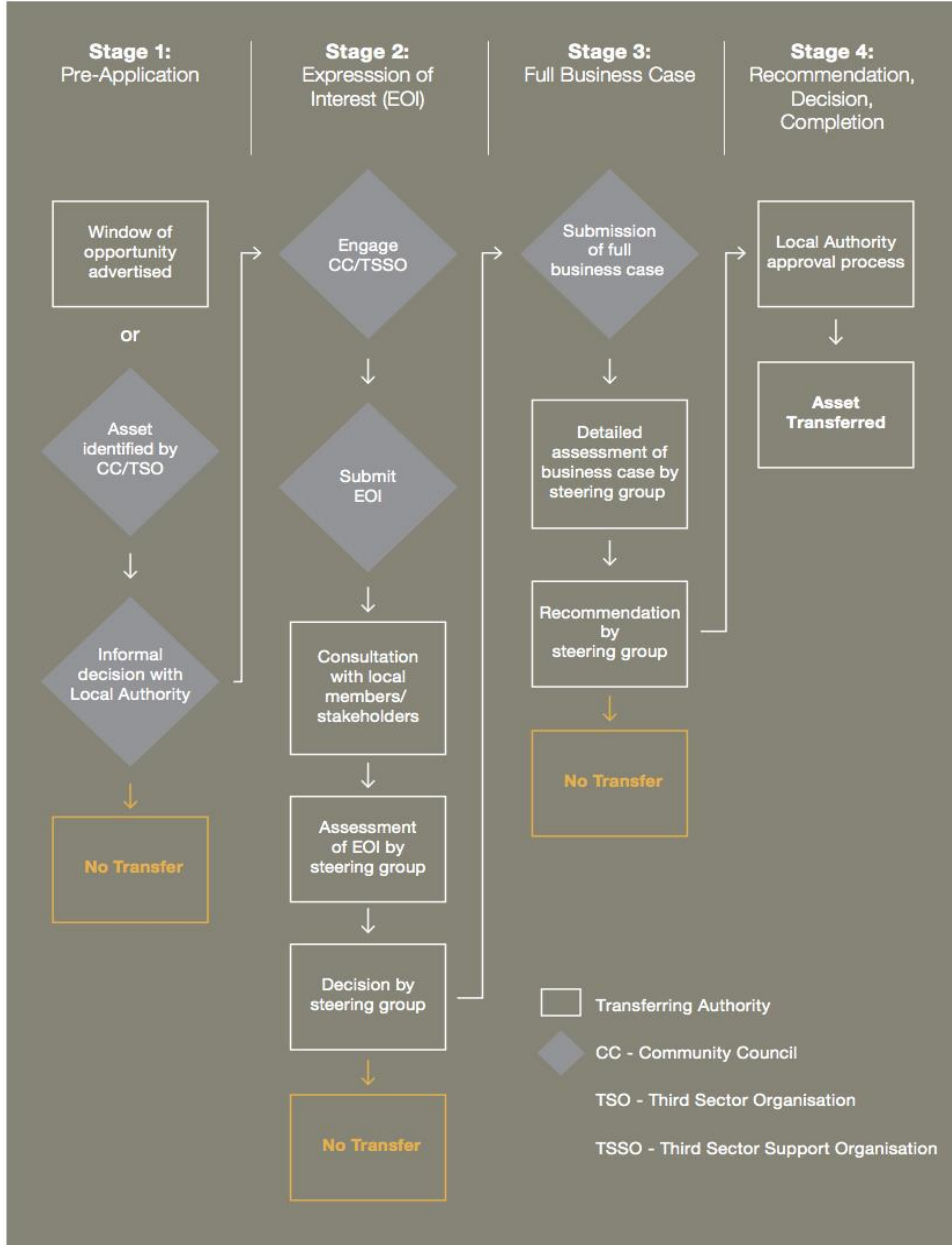 Stage 1:
Pre-Application
Window of
opportunity
advertised
or
Asset
identified by
CC/TSO
Informal
decision with
Local Authority
No Transfer
Stage 2:
Expresssion of
Interest (EOI)
Engage
CC/TSSO
Submit
EOI
Consultation
with local
members/
stakeholders
Assessment
of EOI by
steering group
Decision by
steering group
No Transfer
Stage 3:
Full Business Case
Submission
of full
business case
Detailed
assessment of
business case by
steering group
Recommendation
by
steering group
No Transfer
Stage 4:
Recommendation,
Decision,
Completion
Local Authority
approval process
Asset
Transferred
Transferring Authority
CC - Community Council
TSO - Third Sector Organisation
TSSO - Third Sector Support Organisation